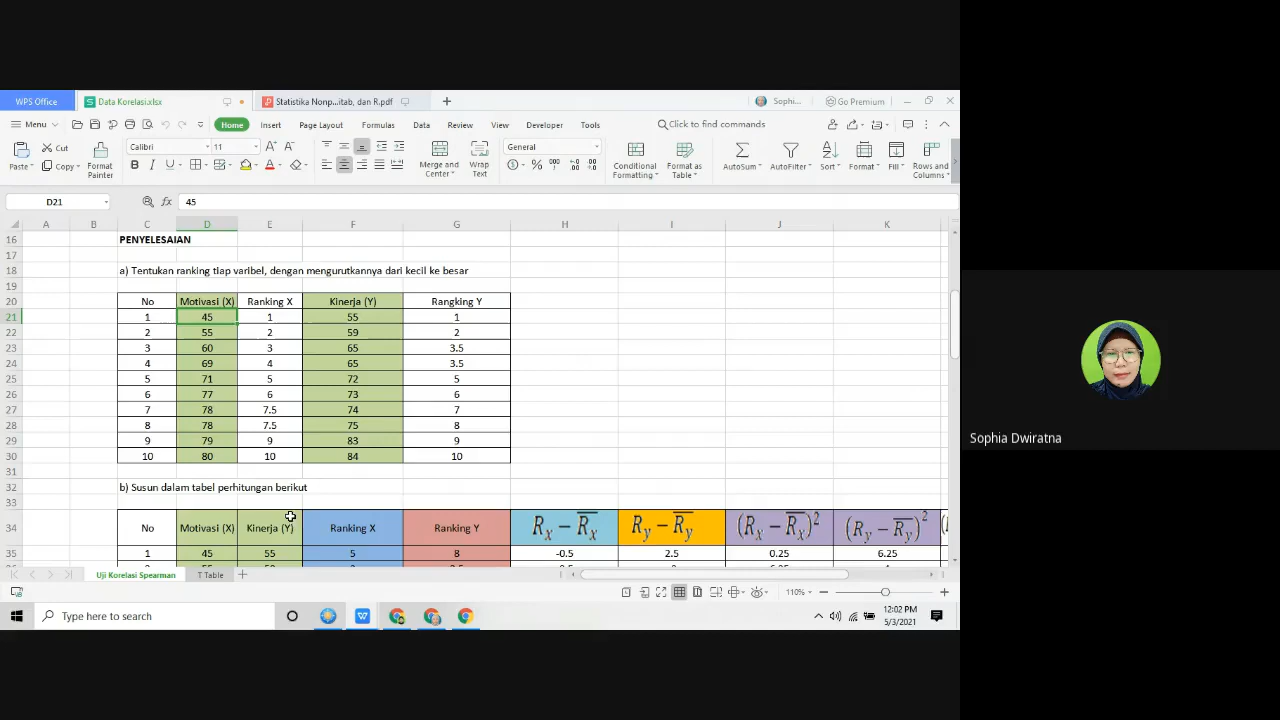 WPS Office Data Korelasi.xlsx Statistika Nonp...itab, dan R.pdf + Sophi... Go Premium
Menu Home Insert Page Layout Formulas Data Review View Developer Tools Click to find commands
Paste Cut Copy Format Painter Calibri 11 A+ A- B I U A Merge and Center Wrap Text General % 000 Conditional Formatting Format as Table AutoSum AutoFilter Sort Format Fill Rows and Columns
D21 fx 45
A B C D E F G H I J K
16 PENYELESAIAN
17
18 a) Tentukan ranking tiap varibel, dengan mengurutkannya dari kecil ke besar
19
20 No Motivasi (X) Ranking X Kinerja (Y) Rangking Y
21 1 45 1 55 1
22 2 55 2 59 2
23 3 60 3 65 3.5
24 4 69 4 65 3.5
25 5 71 5 72 5
26 6 77 6 73 6
27 7 78 7.5 74 7
28 8 78 7.5 75 8
29 9 79 9 83 9
30 10 80 10 84 10
31
32 b) Susun dalam tabel perhitungan berikut
33
34 No Motivasi (X) Kinerja (Y) Ranking X Ranking Y Rx − R̅x Ry − R̅y (Rx − R̅x)² (Ry − R̅y)²
35 1 45 55 5 8 -0.5 2.5 0.25 6.25
Uji Korelasi Spearman T Table +
110% − +
Type here to search
12:02 PM
5/3/2021
Sophia Dwiratna